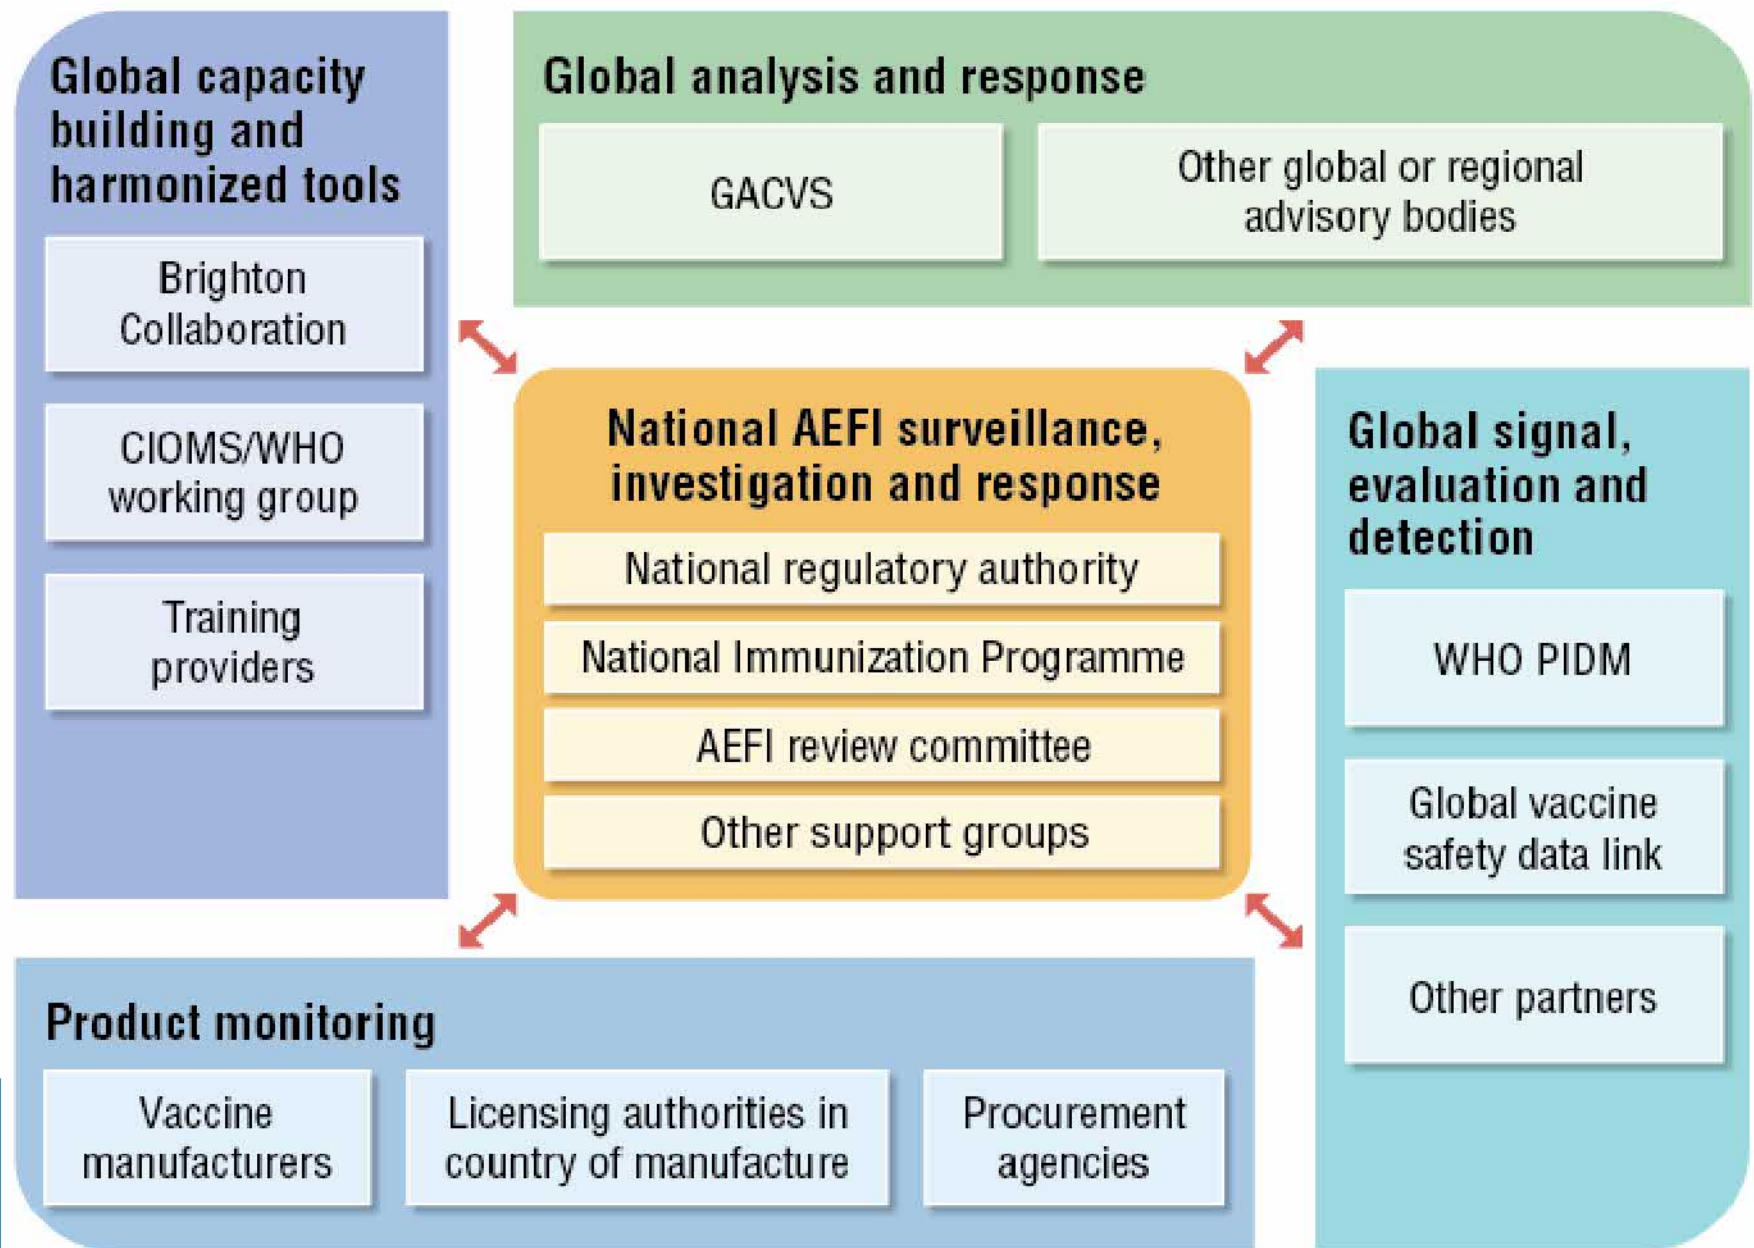 Global capacity
building and
harmonized tools
Brighton
Collaboration
CIOMS/WHO
working group
Training
providers
Global analysis and response
GACVS
Other global or regional
advisory bodies
National AEFI surveillance,
investigation and response
National regulatory authority
National Immunization Programme
AEFI review committee
Other support groups
Global signal,
evaluation and
detection
WHO PIDM
Global vaccine
safety data link
Other partners
Product monitoring
Vaccine
manufacturers
Licensing authorities in
country of manufacture
Procurement
agencies